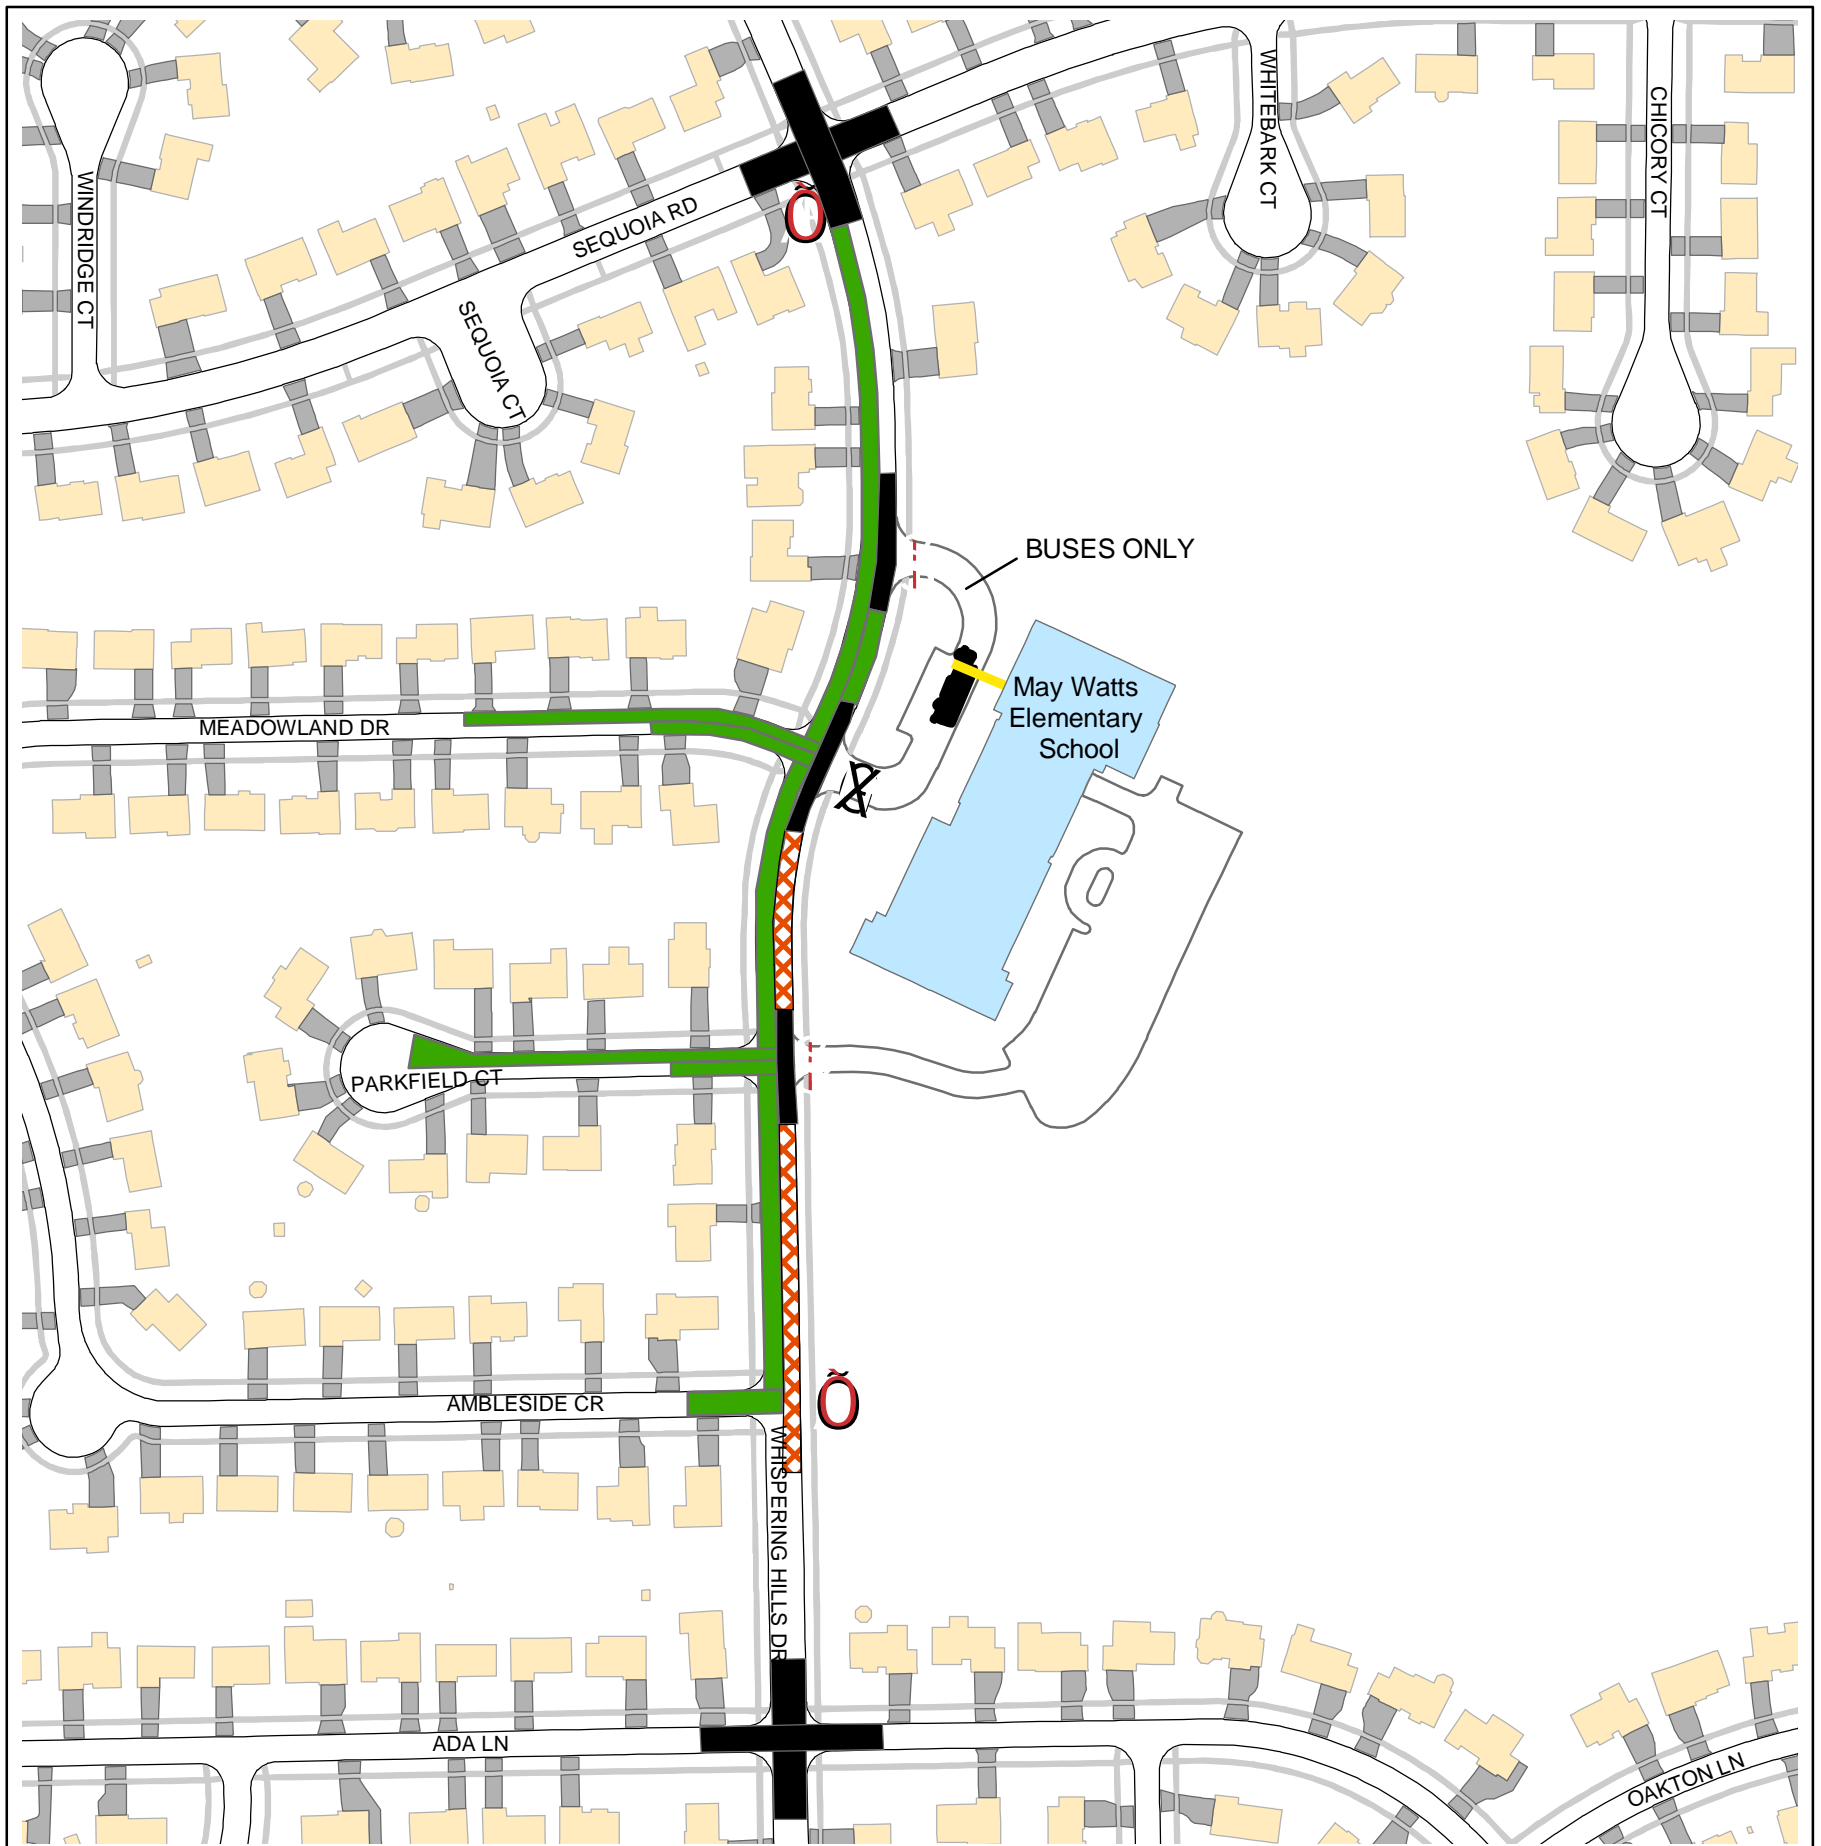 WHITEBARK CT
CHICORY CT
WINDRIDGE CT
SEQUOIA RD
SEQUOIA CT
BUSES ONLY
May Watts
Elementary
School
MEADOWLAND DR
PARKFIELD CT
AMBLESIDE CR
WHISPERING HILLS DR
ADA LN
OAKTON LN